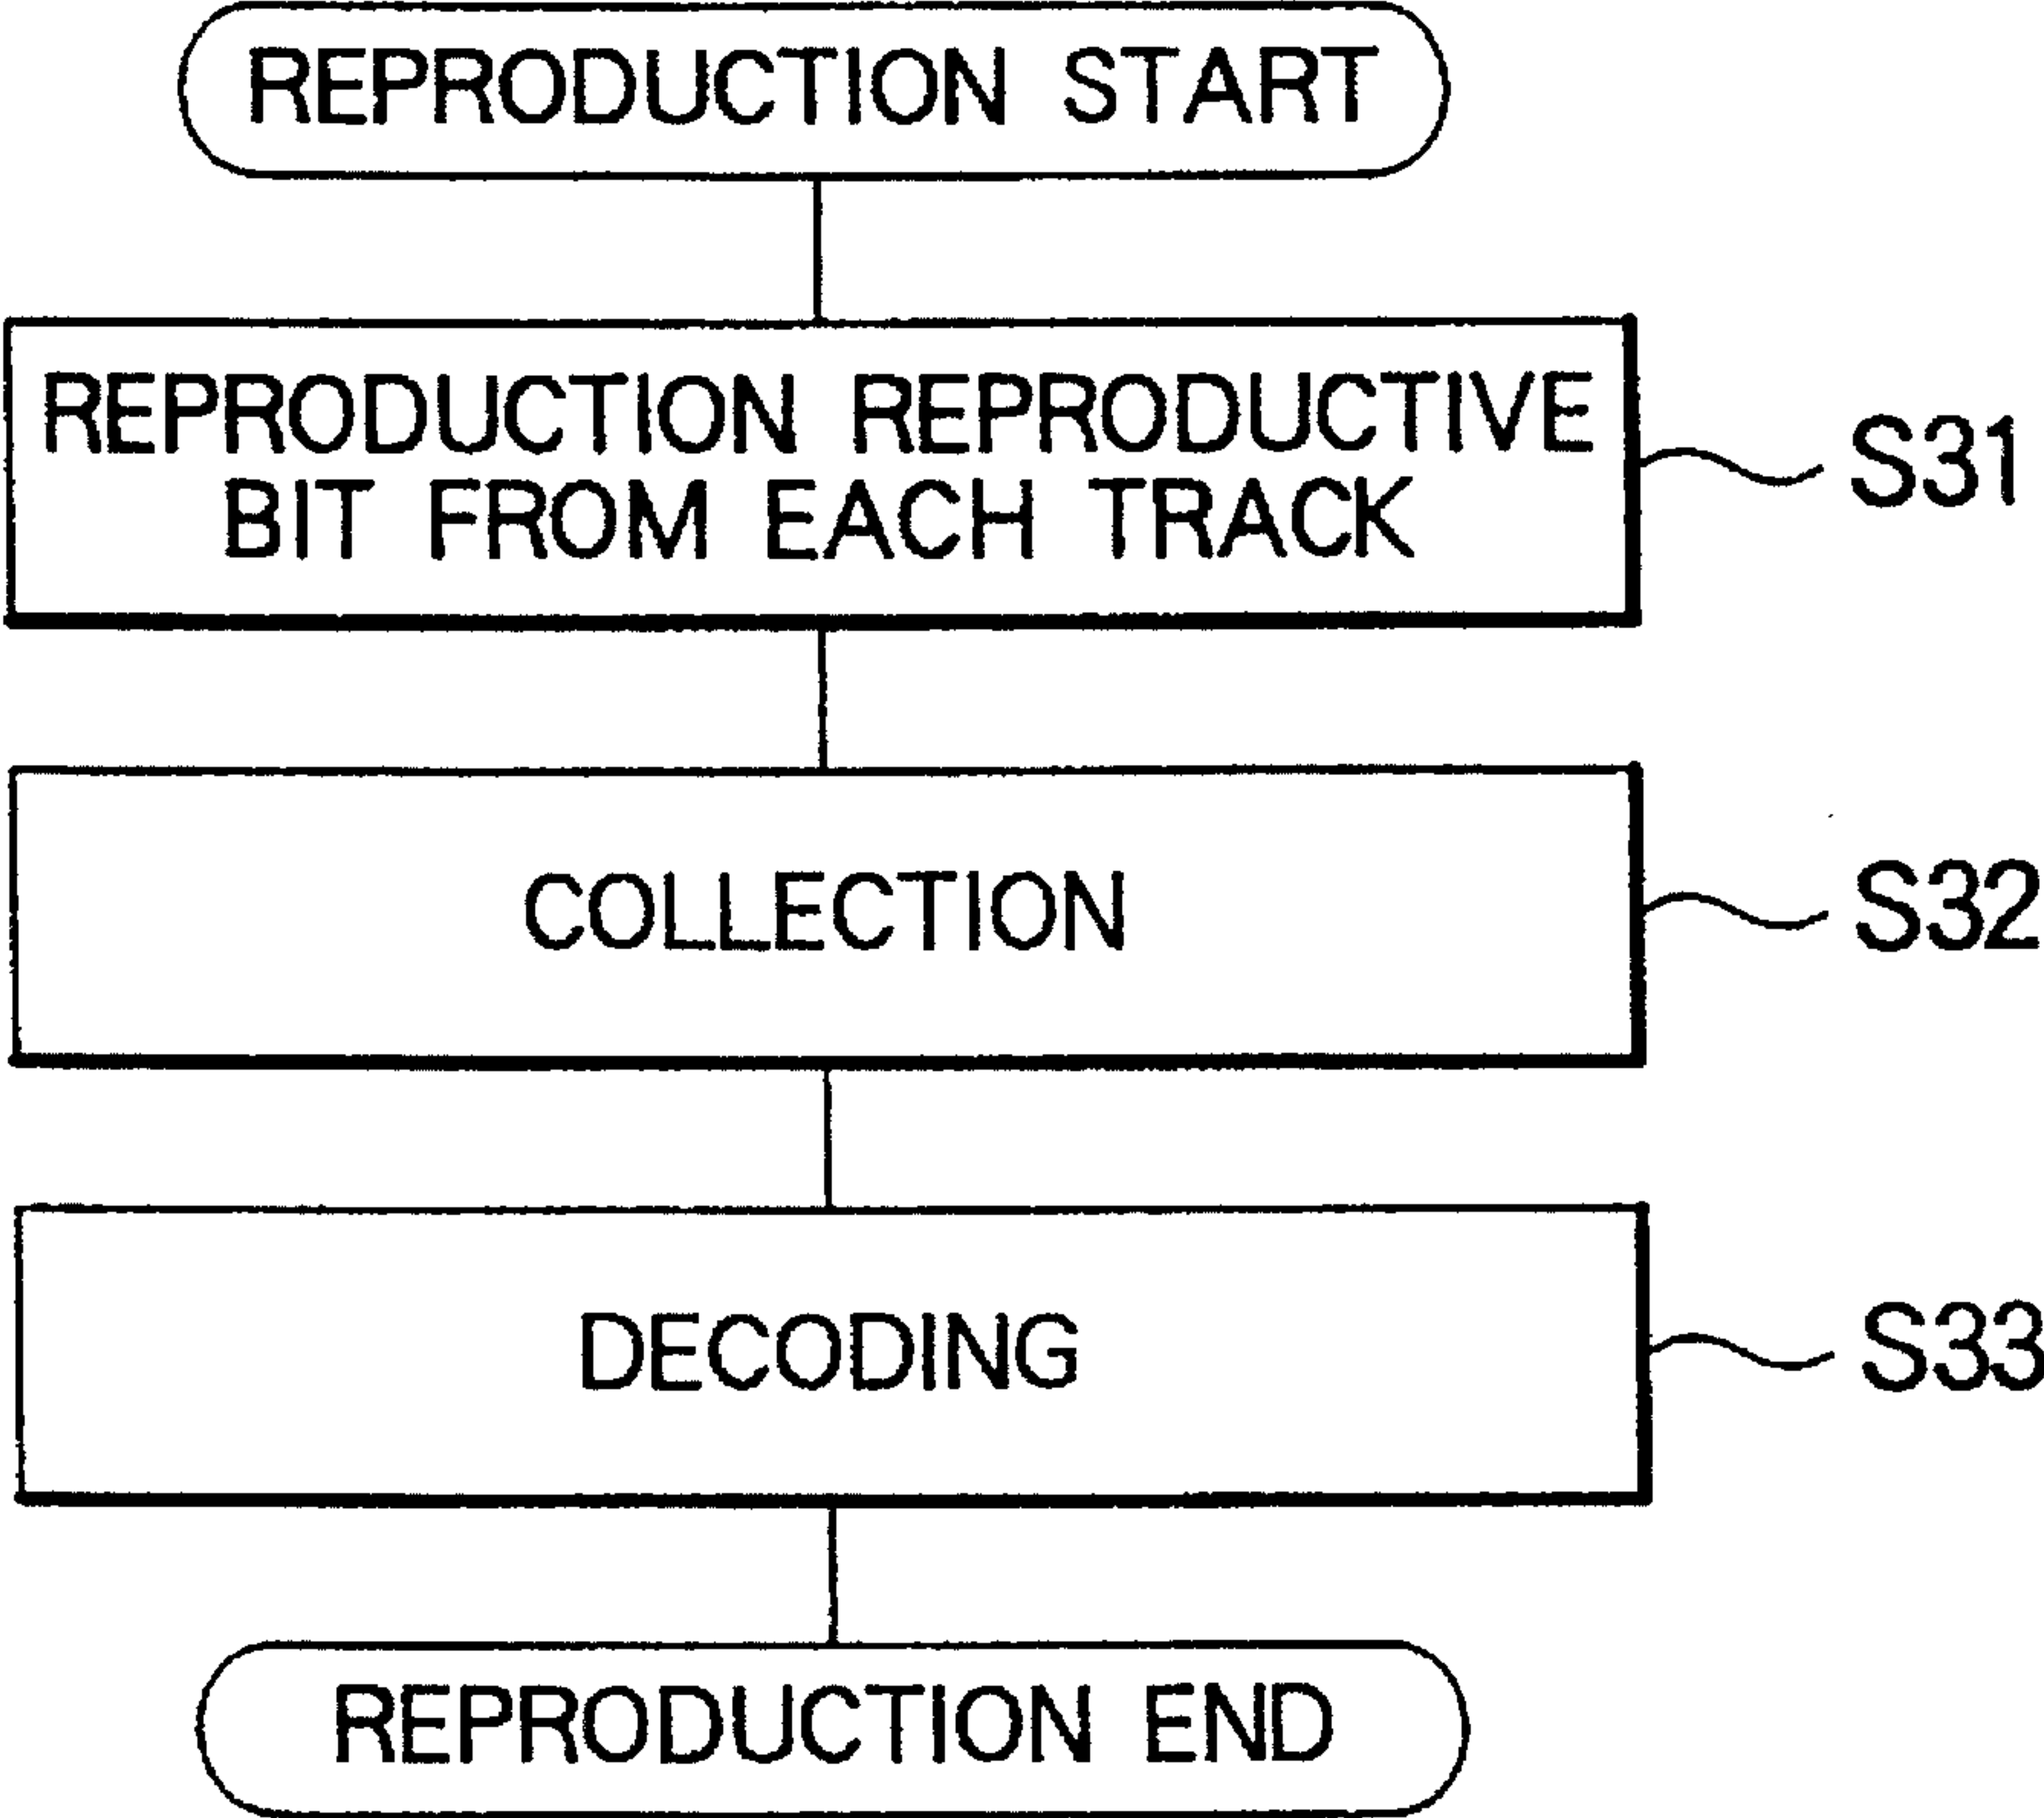 REPRODUCTION START
REPRODUCTION REPRODUCTIVE
BIT FROM EACH TRACK
S31
COLLECTION
S32
DECODING
S33
REPRODUCTION END